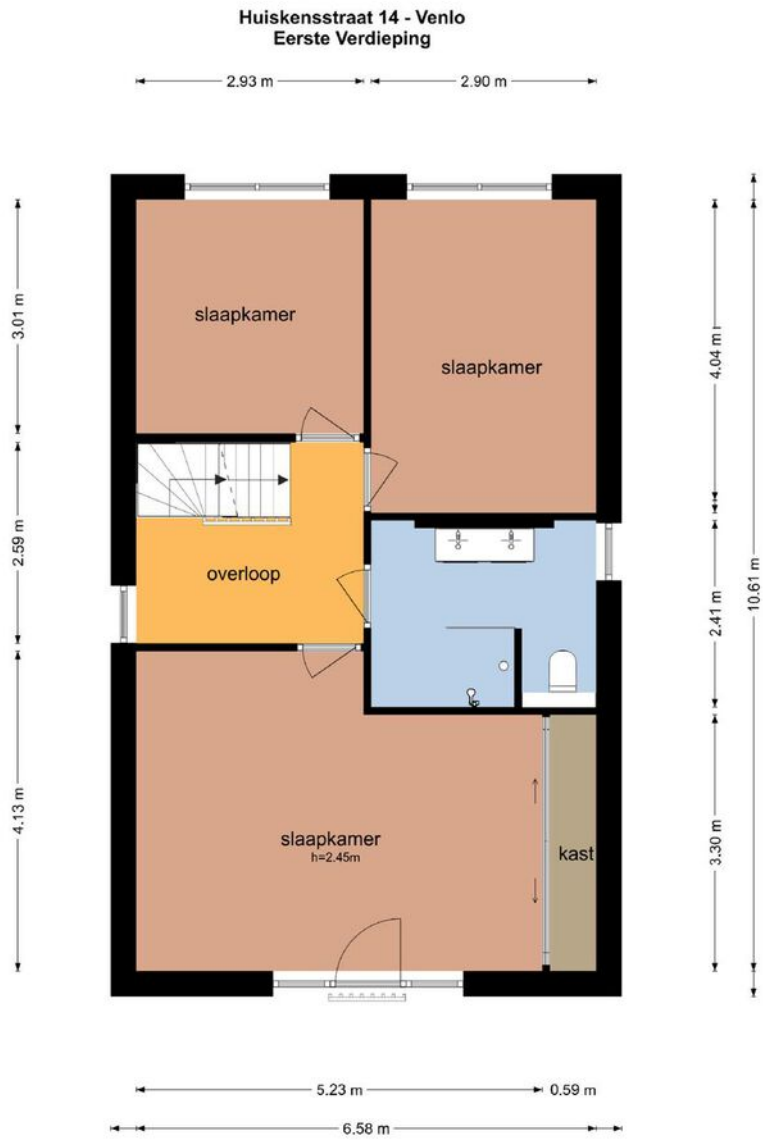 Huiskensstraat 14 - Venlo
Eerste Verdieping
2.93 m
2.90 m
3.01 m
slaapkamer
slaapkamer
4.04 m
2.59 m
overloop
2.41 m
10.61 m
4.13 m
slaapkamer
h=2.45m
kast
3.30 m
5.23 m
0.59 m
6.58 m